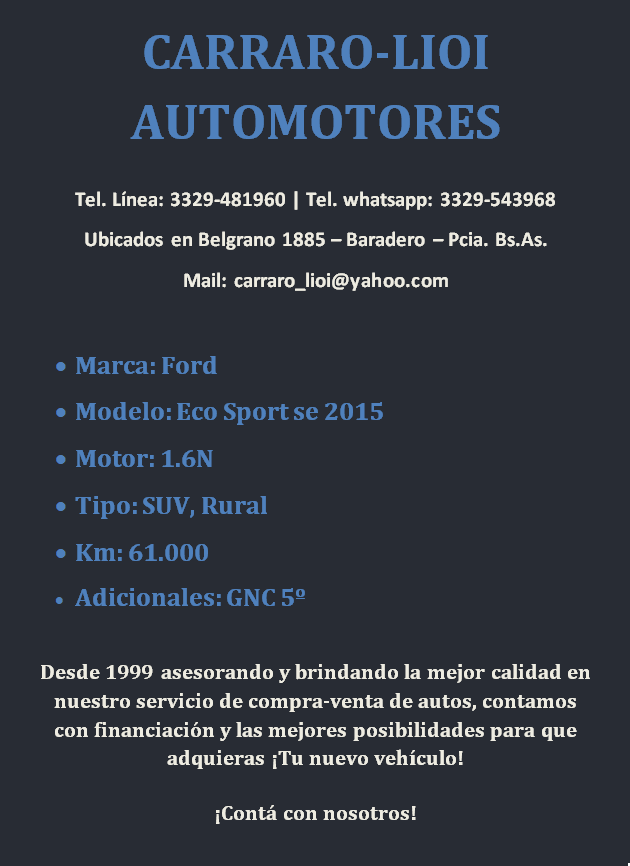 CARRARO-LIOI
AUTOMOTORES
Tel. Línea: 3329-481960 | Tel. whatsapp: 3329-543968
Ubicados en Belgrano 1885 – Baradero – Pcia. Bs.As.
Mail: carraro_lioi@yahoo.com
• Marca: Ford
• Modelo: Eco Sport se 2015
• Motor: 1.6N
• Tipo: SUV, Rural
• Km: 61.000
• Adicionales: GNC 5º
Desde 1999 asesorando y brindando la mejor calidad en
nuestro servicio de compra-venta de autos, contamos
con financiación y las mejores posibilidades para que
adquieras ¡Tu nuevo vehículo!
¡Contá con nosotros!